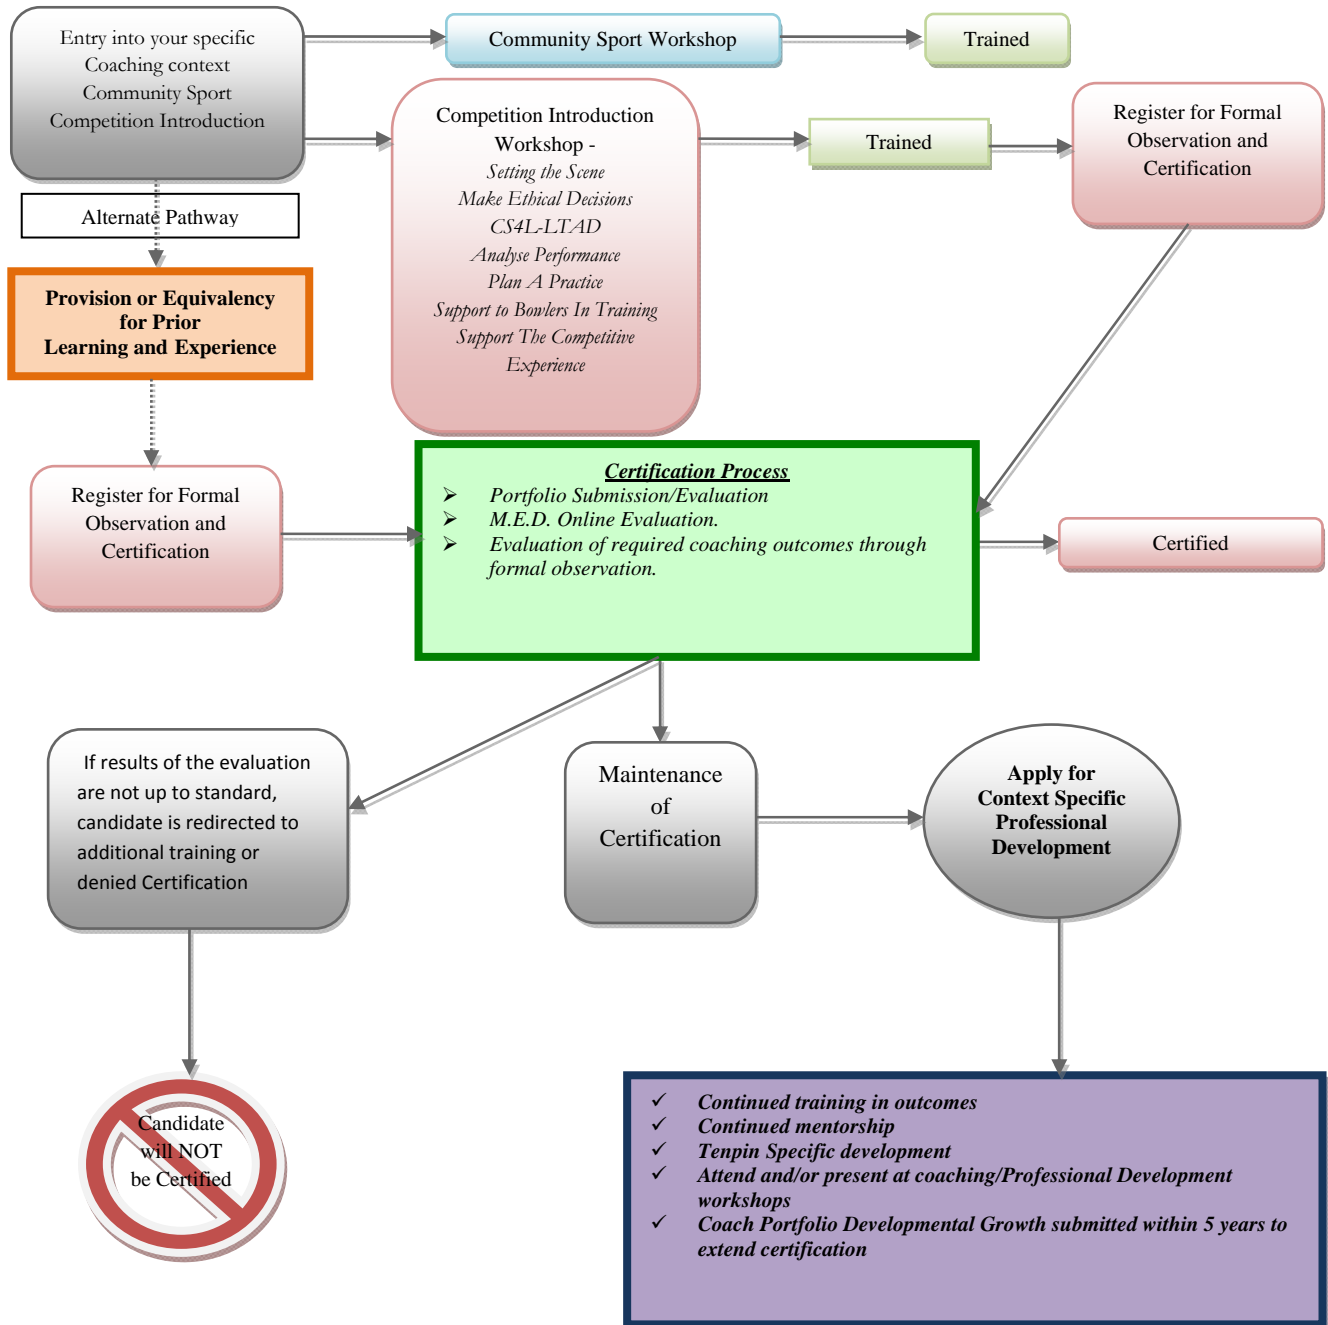 Entry into your specific
Coaching context
Community Sport
Competition Introduction
Community Sport Workshop
Trained
Competition Introduction
Workshop -
Setting the Scene
Make Ethical Decisions
CS4L-LTAD
Analyse Performance
Plan A Practice
Support to Bowlers In Training
Support The Competitive
Experience
Trained
Register for Formal
Observation and
Certification
Alternate Pathway
Provision or Equivalency
for Prior
Learning and Experience
Register for Formal
Observation and
Certification
Certification Process
➢ Portfolio Submission/Evaluation
➢ M.E.D. Online Evaluation.
➢ Evaluation of required coaching outcomes through
formal observation.
Certified
If results of the evaluation
are not up to standard,
candidate is redirected to
additional training or
denied Certification
Maintenance
of
Certification
Apply for
Context Specific
Professional
Development
Candidate
will NOT
be Certified
✓ Continued training in outcomes
✓ Continued mentorship
✓ Tenpin Specific development
✓ Attend and/or present at coaching/Professional Development
workshops
✓ Coach Portfolio Developmental Growth submitted within 5 years to
extend certification